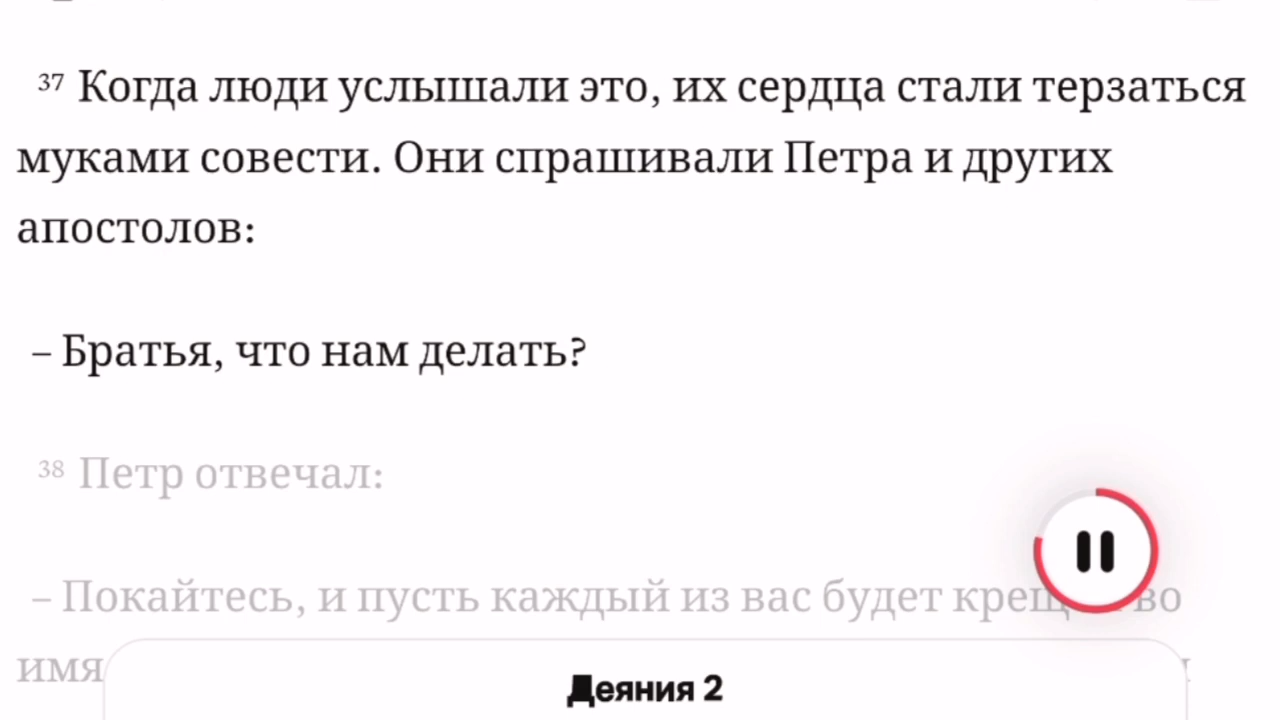 37 Когда люди услышали это, их сердца стали терзаться
муками совести. Они спрашивали Петра и других
апостолов:
– Братья, что нам делать?
38 Петр отвечал:
– Покайтесь, и пусть каждый из вас будет во
имя
Деяния 2